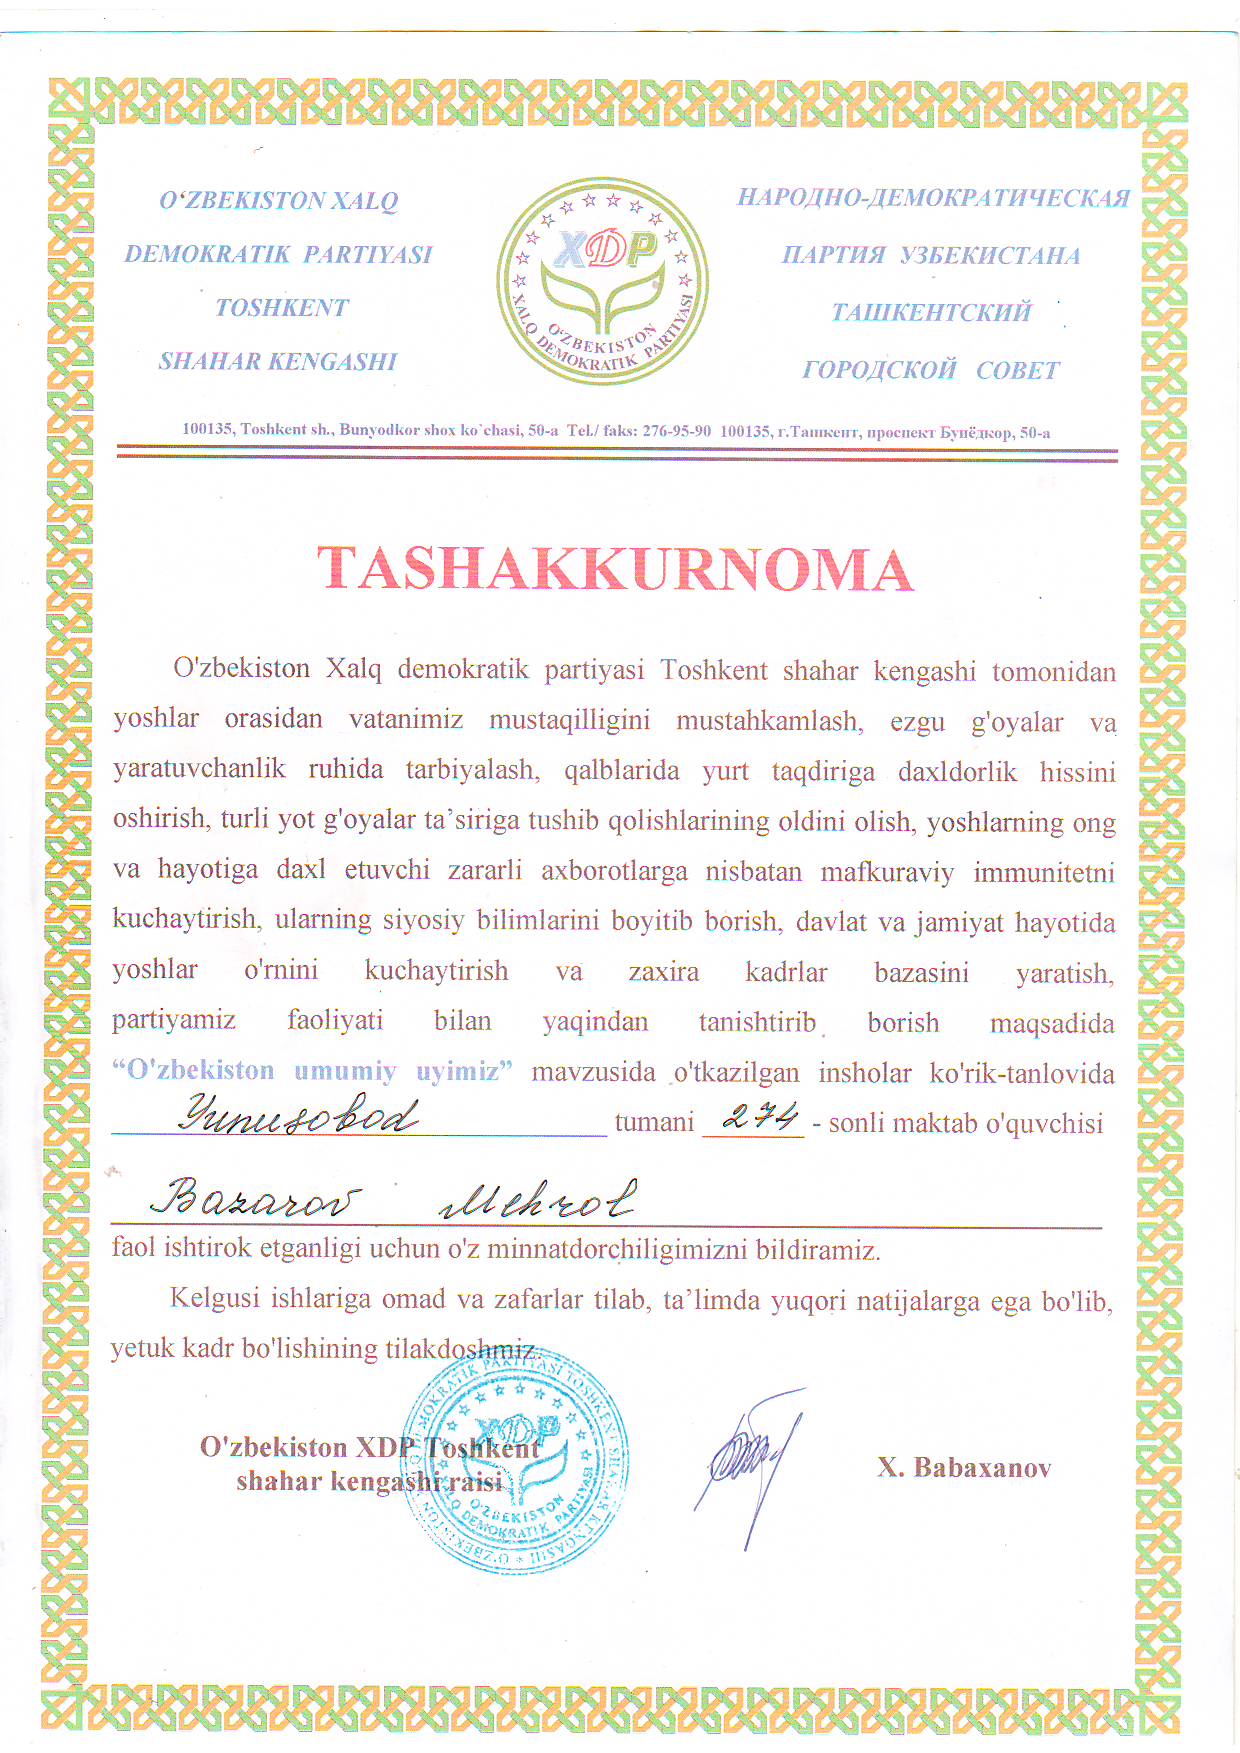 O‘ZBEKISTON XALQ
DEMOKRATIK PARTIYASI
TOSHKENT
SHAHAR KENGASHI
XDP
O‘ZBEKISTON
XALQ DEMOKRATIK PARTIYASI
НАРОДНО-ДЕМОКРАТИЧЕСКАЯ
ПАРТИЯ УЗБЕКИСТАНА
ТАШКЕНТСКИЙ
ГОРОДСКОЙ СОВЕТ
100135, Toshkent sh., Bunyodkor shox ko`chasi, 50-a Tel./ faks: 276-95-90 100135, г.Ташкент, проспект Бунёдкор, 50-а
TASHAKKURNOMA
O'zbekiston Xalq demokratik partiyasi Toshkent shahar kengashi tomonidan
yoshlar orasidan vatanimiz mustaqilligini mustahkamlash, ezgu g'oyalar va
yaratuvchanlik ruhida tarbiyalash, qalblarida yurt taqdiriga daxldorlik hissini
oshirish, turli yot g'oyalar ta’siriga tushib qolishlarining oldini olish, yoshlarning ong
va hayotiga daxl etuvchi zararli axborotlarga nisbatan mafkuraviy immunitetni
kuchaytirish, ularning siyosiy bilimlarini boyitib borish, davlat va jamiyat hayotida
yoshlar o'rnini kuchaytirish va zaxira kadrlar bazasini yaratish,
partiyamiz faoliyati bilan yaqindan tanishtirib borish maqsadida
“O'zbekiston umumiy uyimiz” mavzusida o'tkazilgan insholar ko'rik-tanlovida
Yunusobod tumani 274 - sonli maktab o'quvchisi
Bazarov
faol ishtirok etganligi uchun o'z minnatdorchiligimizni bildiramiz.
Kelgusi ishlariga omad va zafarlar tilab, ta’limda yuqori natijalarga ega bo'lib,
yetuk kadr bo'lishining tilakdoshmiz.
O'zbekiston XDP Toshkent
shahar kengashi raisi
X. Babaxanov
XDP
O'ZBEKISTON
XALQ DEMOKRATIK PARTIYASI